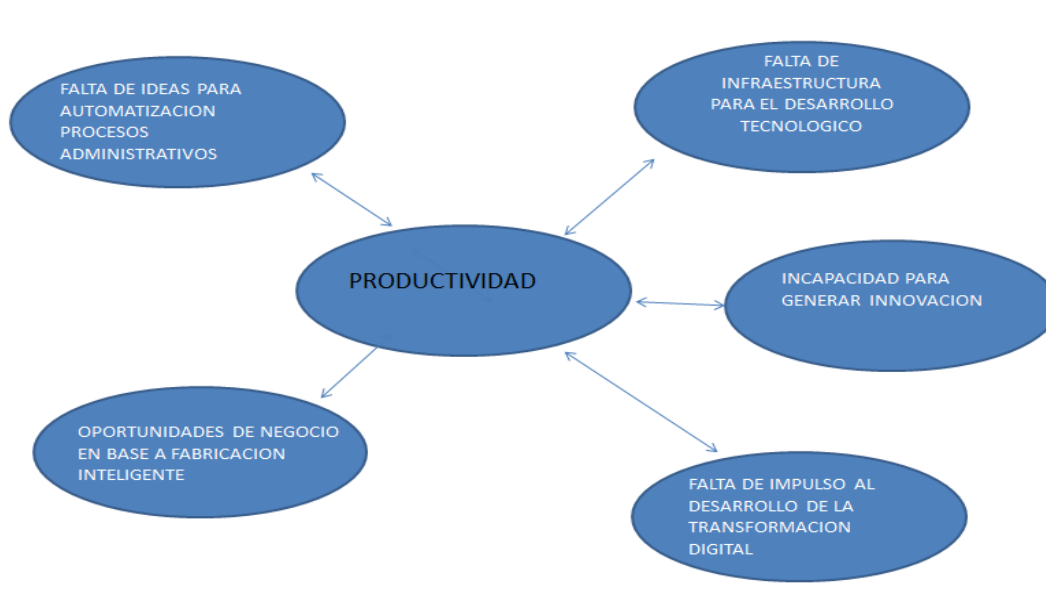 FALTA DE IDEAS PARA
AUTOMATIZACION
PROCESOS
ADMINISTRATIVOS
FALTA DE
INFRAESTRUCTURA
PARA EL DESARROLLO
TECNOLOGICO
PRODUCTIVIDAD
INCAPACIDAD PARA
GENERAR INNOVACION
OPORTUNIDADES DE NEGOCIO
EN BASE A FABRICACION
INTELIGENTE
FALTA DE IMPULSO AL
DESARROLLO DE LA
TRANSFORMACION
DIGITAL